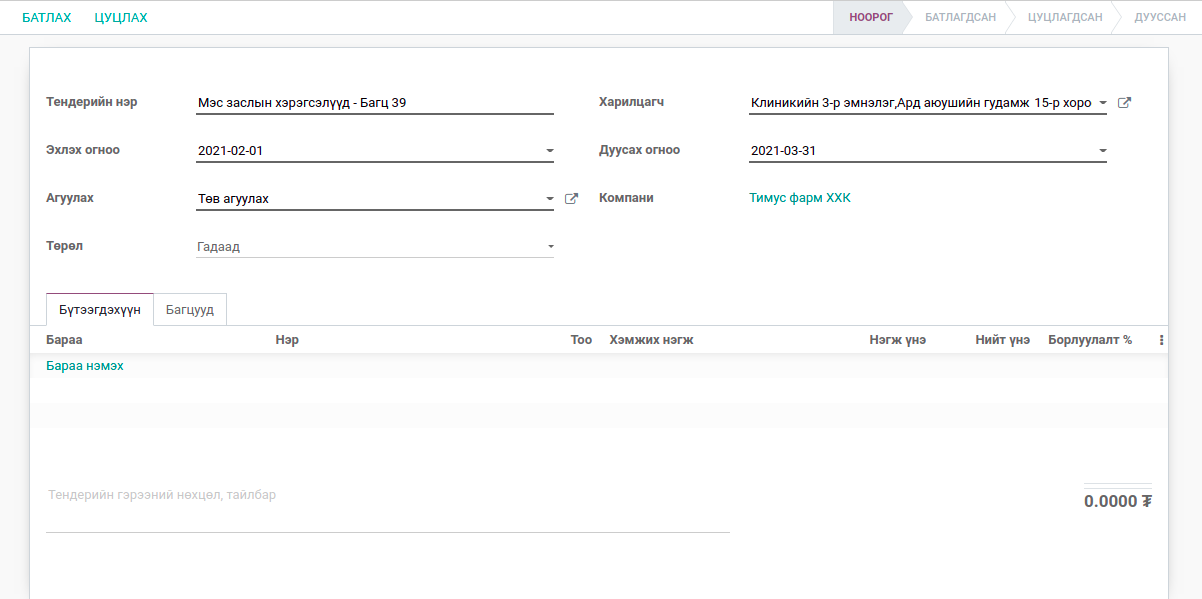 БАТЛАХ ЦУЦЛАХ НООРОГ БАТЛАГДСАН ЦУЦЛАГДСАН ДУУССАН
Тендерийн нэр Мэс заслын хэрэгсэлүүд - Багц 39 Харилцагч Клиникийн 3-р эмнэлэг,Ард аюушийн гудамж 15-р хоро
Эхлэх огноо 2021-02-01 Дуусах огноо 2021-03-31
Агуулах Төв агуулах Компани Тимус фарм ХХК
Төрөл Гадаад
Бүтээгдэхүүн Багцууд
Бараа Нэр Тоо Хэмжих нэгж Нэгж үнэ Нийт үнэ Борлуулалт %
Бараа нэмэх
Тендерийн гэрээний нөхцөл, тайлбар
0.0000 ₮